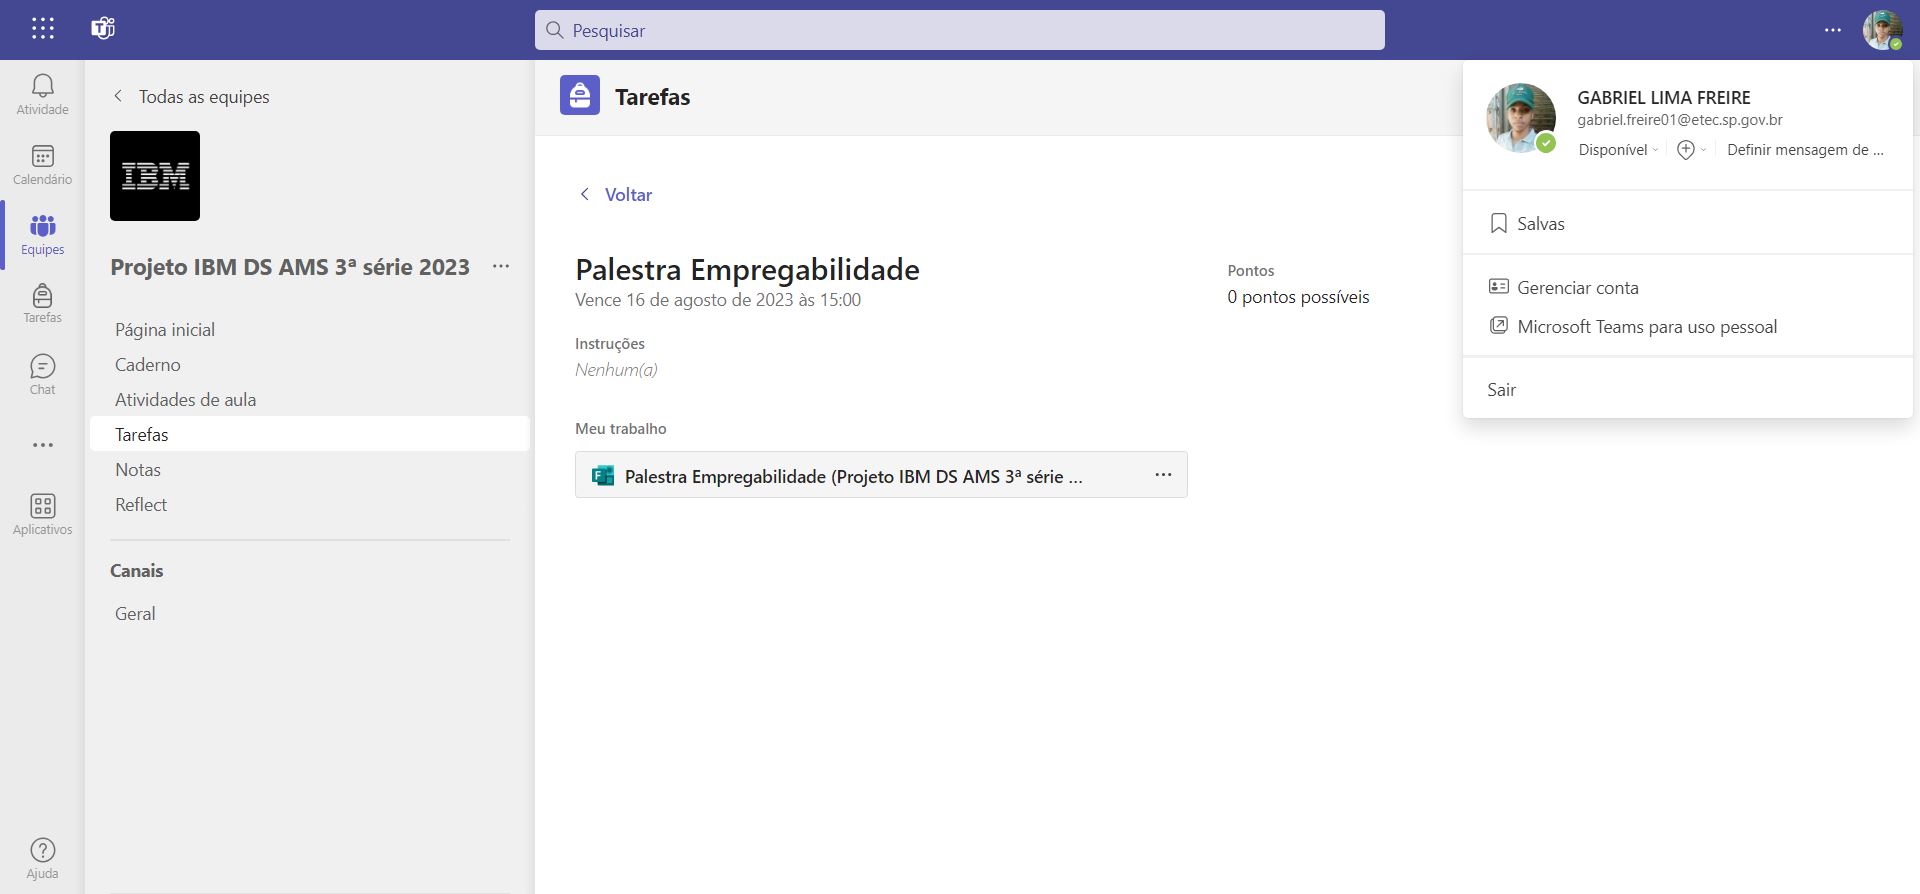 Pesquisar
Atividade
Calendário
Equipes
Tarefas
Chat
Aplicativos
Ajuda
Todas as equipes
IBM
Projeto IBM DS AMS 3ª série 2023
Página inicial
Caderno
Atividades de aula
Tarefas
Notas
Reflect
Canais
Geral
Tarefas
Voltar
Palestra Empregabilidade
Vence 16 de agosto de 2023 às 15:00
Instruções
Nenhum(a)
Meu trabalho
Palestra Empregabilidade (Projeto IBM DS AMS 3ª série ...
Pontos
0 pontos possíveis
GABRIEL LIMA FREIRE
gabriel.freire01@etec.sp.gov.br
Disponível
Definir mensagem de ...
Salvas
Gerenciar conta
Microsoft Teams para uso pessoal
Sair